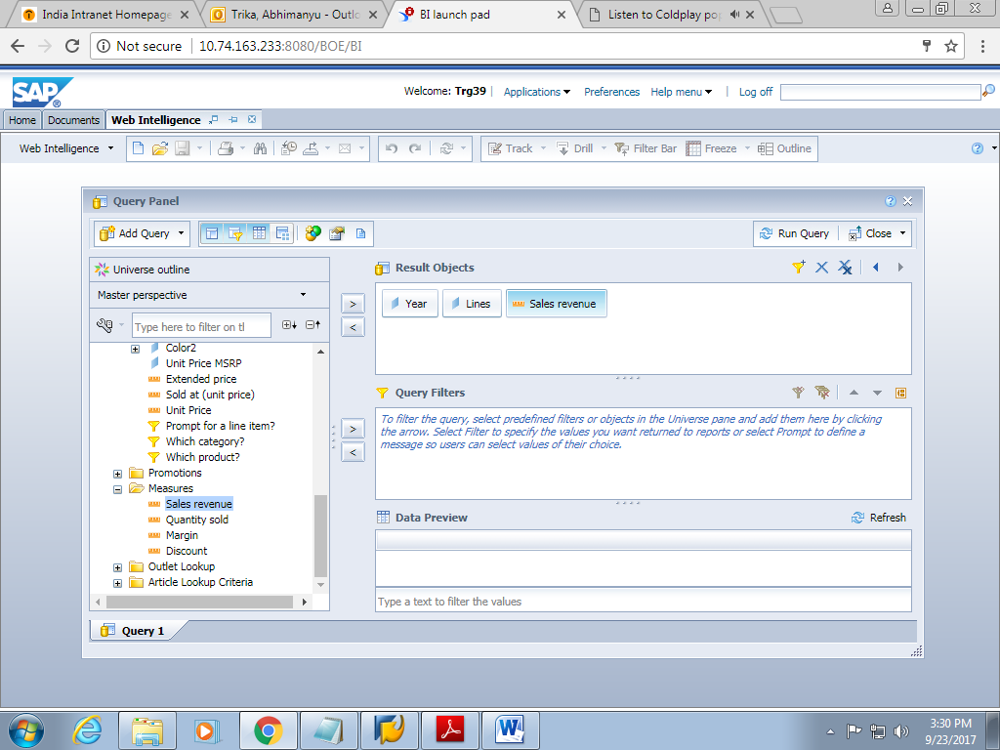 India Intranet Homepage
Trika, Abhimanyu - Outlo
BI launch pad
Listen to Coldplay pop
Not secure
10.74.163.233:8080/BOE/BI
SAP
Welcome: Trg39
Applications
Preferences
Help menu
Log off
Home
Documents
Web Intelligence
Web Intelligence
Track
Drill
Filter Bar
Freeze
Outline
Query Panel
Add Query
Run Query
Close
Universe outline
Master perspective
Type here to filter on tl
Color2
Unit Price MSRP
Extended price
Sold at (unit price)
Unit Price
Prompt for a line item?
Which category?
Which product?
Promotions
Measures
Sales revenue
Quantity sold
Margin
Discount
Outlet Lookup
Article Lookup Criteria
Result Objects
Year
Lines
Sales revenue
Query Filters
To filter the query, select predefined filters or objects in the Universe pane and add them here by clicking
the arrow. Select Filter to specify the values you want returned to reports or select Prompt to define a
message so users can select values of their choice.
Data Preview
Refresh
Type a text to filter the values
Query 1
3:30 PM
9/23/2017